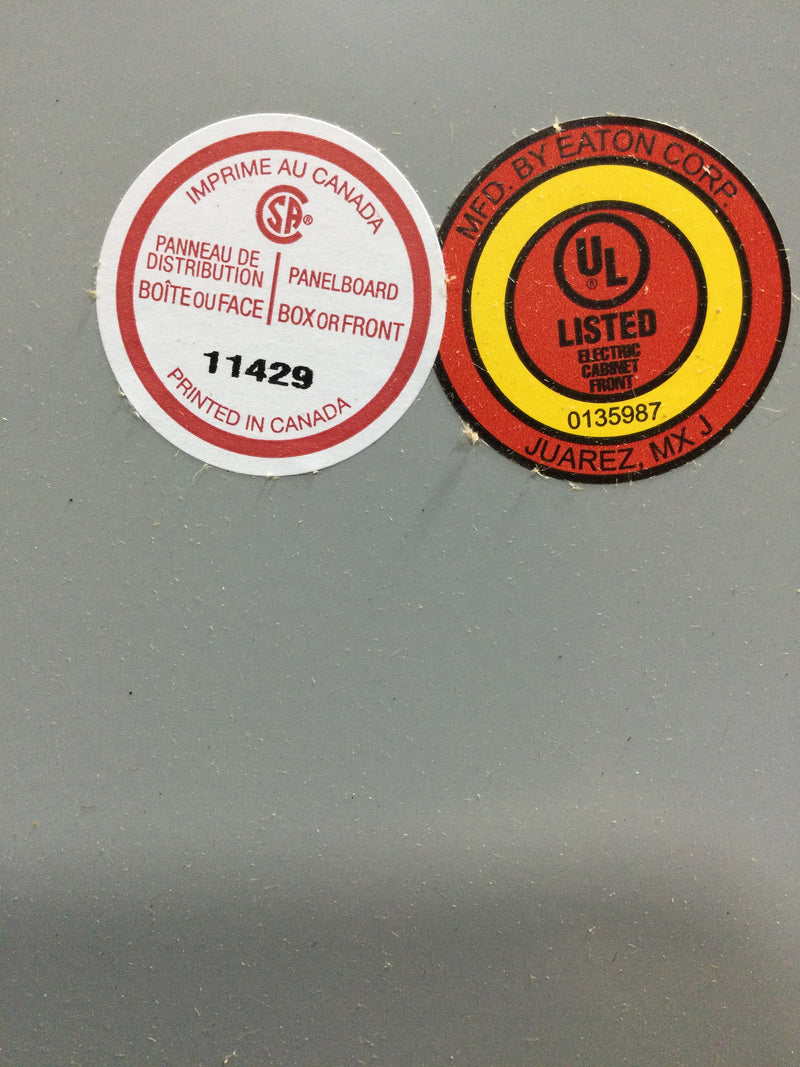 IMPRIME AU CANADA
SA®
PANNEAU DE
DISTRIBUTION
BOÎTE OU FACE
PANELBOARD
BOX OR FRONT
11429
PRINTED IN CANADA
MFD. BY EATON CORP.
UL
®
LISTED
ELECTRIC
CABINET
FRONT
0135987
JUAREZ, MX J